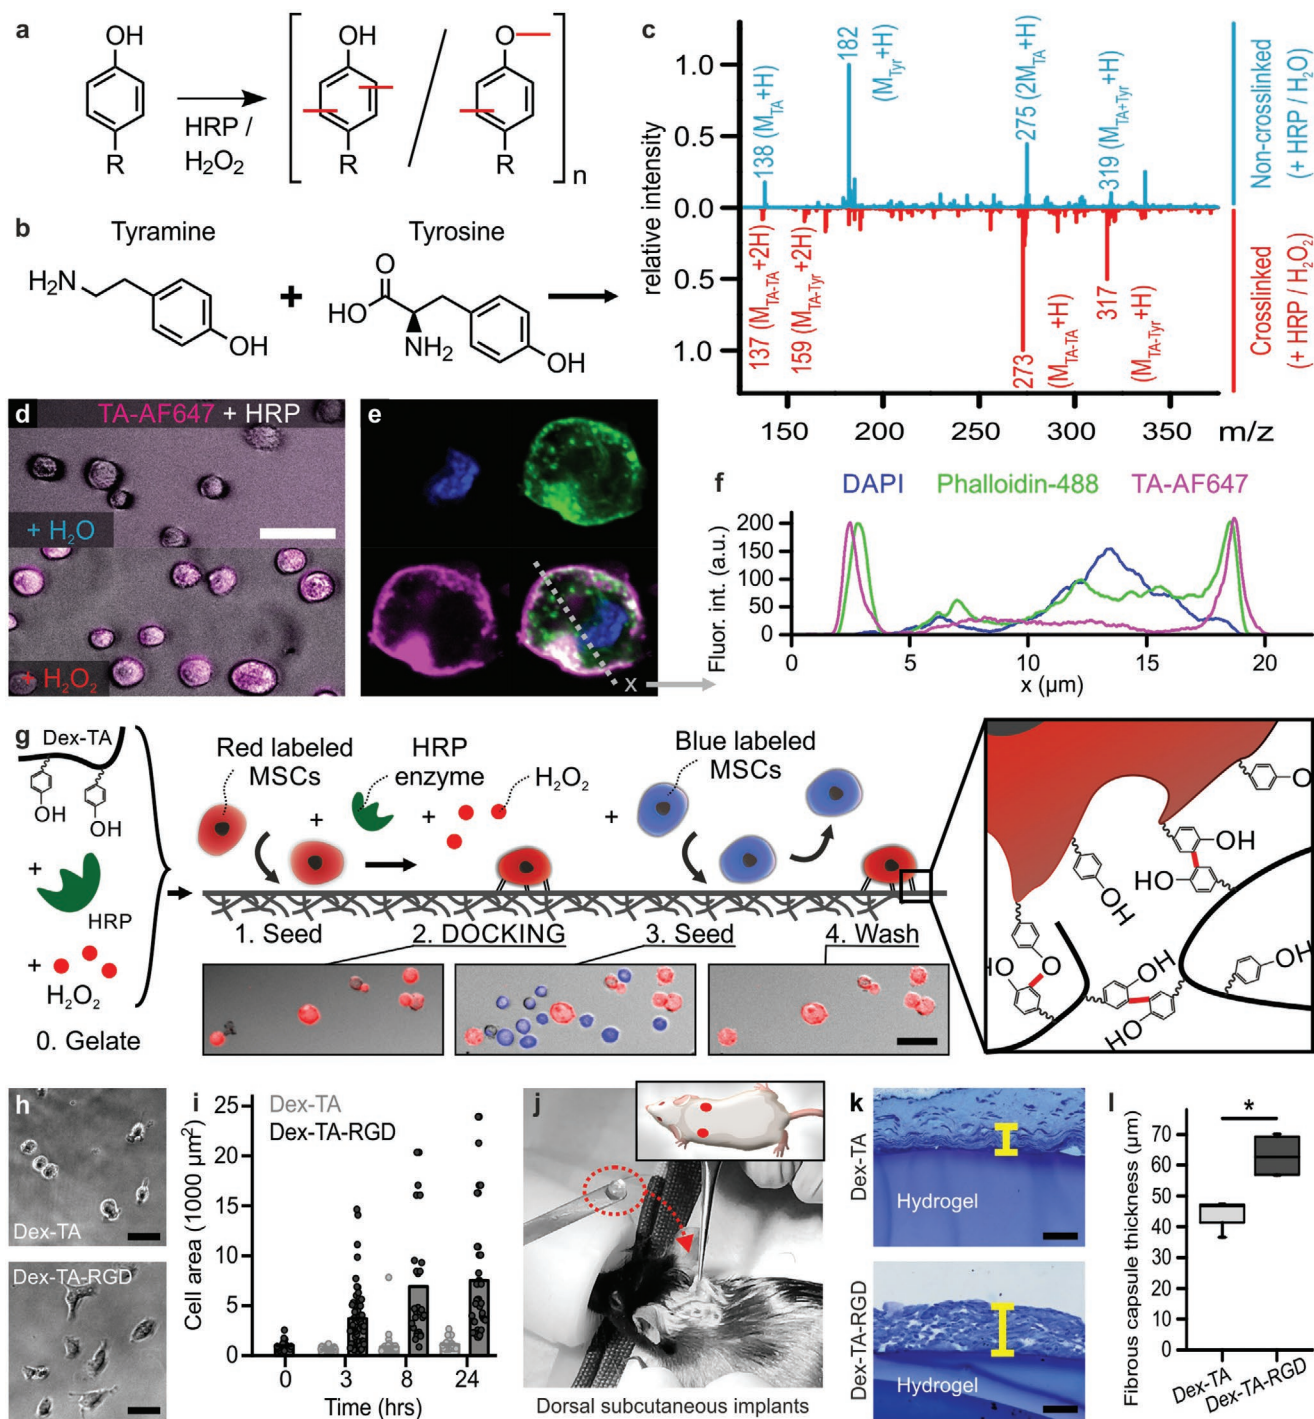 a
OH
R
HRP /
H₂O₂
OH
R
O
R
n
b
Tyramine
H₂N
OH
+
Tyrosine
O
HO
NH₂
OH
c
relative intensity
1.0
0.5
0.0
0.5
1.0
138 (M_TA+H)
182
(M_Tyr+H)
275 (2M_TA+H)
319 (M_TA+Tyr+H)
137 (M_TA-TA+2H)
159 (M_TA-Tyr+2H)
273
(M_TA-TA+H)
317
(M_TA-Tyr+H)
150 200 250 300 350 m/z
Non-crosslinked
(+ HRP / H₂O)
Crosslinked
(+ HRP / H₂O₂)
d
TA-AF647 + HRP
+ H₂O
+ H₂O₂
e
x
f
DAPI Phalloidin-488 TA-AF647
Fluor. int. (a.u.)
200
150
100
50
0
0 5 10 15 20
x (µm)
g
Dex-TA
OH
OH
+
HRP
+
H₂O₂
0. Gelate
Red labeled
MSCs
+
HRP
enzyme
+
H₂O₂
+
Blue labeled
MSCs
1. Seed
2. DOCKING
3. Seed
4. Wash
O
OH
HO
OH
O
HO
OH
HO
OH
h
Dex-TA
Dex-TA-RGD
i
Dex-TA
Dex-TA-RGD
Cell area (1000 µm²)
25
20
15
10
5
0
0 3 8 24
Time (hrs)
j
Dorsal subcutaneous implants
k
Dex-TA
Hydrogel
Dex-TA-RGD
Hydrogel
l
*
Fibrous capsule thickness (µm)
70
60
50
40
30
20
10
0
Dex-TA
Dex-TA-RGD